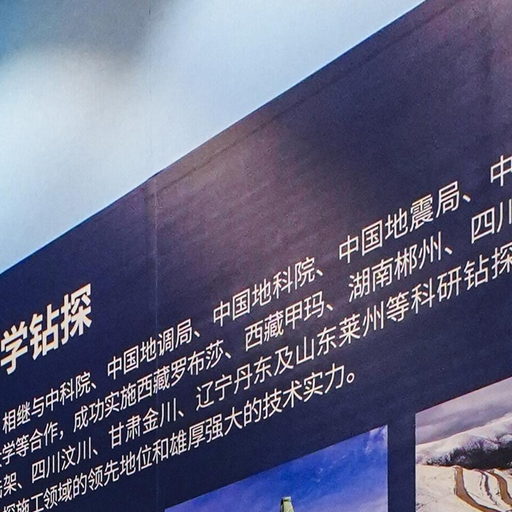 学钻探
相继与中科院、中国地调局、中国地科院、中国地震局、中
学等合作，成功实施西藏罗布莎、西藏甲玛、湖南郴州、四川
架、四川汶川、甘肃金川、辽宁丹东及山东莱州等科研钻探
探施工领域的领先地位和雄厚强大的技术实力。